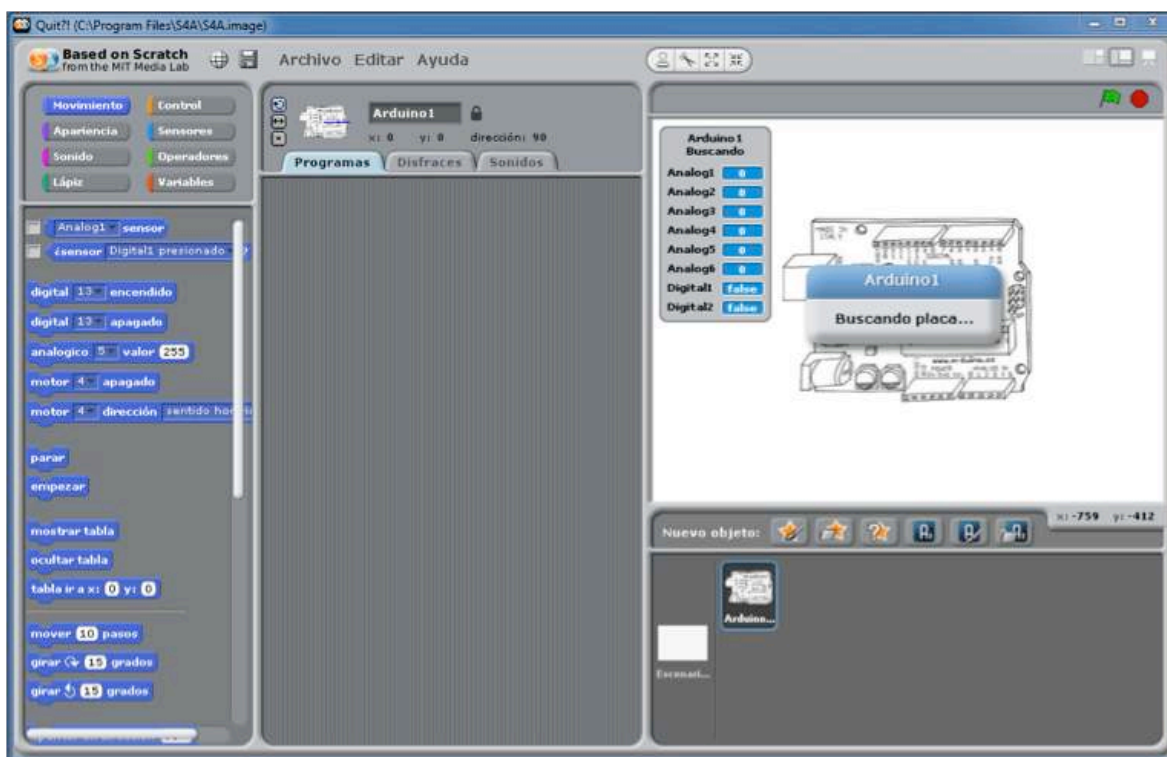 Quit?! (C:\Program Files\S4A\S4A.image)
Based on Scratch
from the MIT Media Lab
Archivo Editar Ayuda
Movimiento Control
Apariencia Sensores
Sonido Operadores
Lápiz Variables
Analog1 sensor
¿sensor Digital1 presionado ?
digital 13 encendido
digital 13 apagado
analogico 5 valor 255
motor 4 apagado
motor 4 dirección sentido
parar
empezar
mostrar tabla
ocultar tabla
tabla ir a x: 0 y: 0
mover 10 pasos
girar 15 grados
girar 15 grados
Arduino1
x: 0 y: 0 dirección: 90
Programas Disfraces Sonidos
Arduino1
Buscando
Analog1 0
Analog2 0
Analog3 0
Analog4 0
Analog5 0
Analog6 0
Digital1 false
Digital2 false
MADE IN
ITALY
Arduino1
Buscando placa...
x: -759 y: -412
Nuevo objeto:
Arduino...
Escenari...